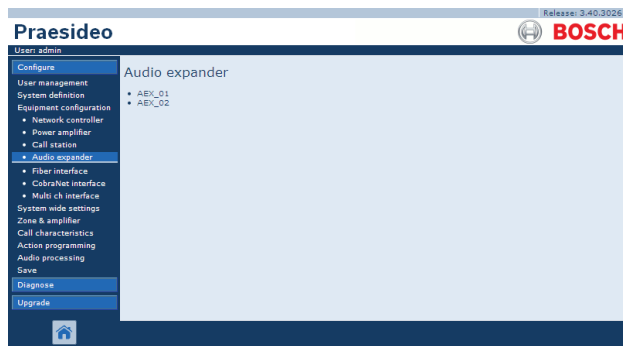 Release: 3.40.3026
Praesideo
BOSCH
User: admin
Configure
User management
System definition
Equipment configuration
• Network controller
• Power amplifier
• Call station
• Audio expander
• Fiber interface
• CobraNet interface
• Multi ch interface
System wide settings
Zone & amplifier
Call characteristics
Action programming
Audio processing
Save
Diagnose
Upgrade
Audio expander
• AEX_01
• AEX_02